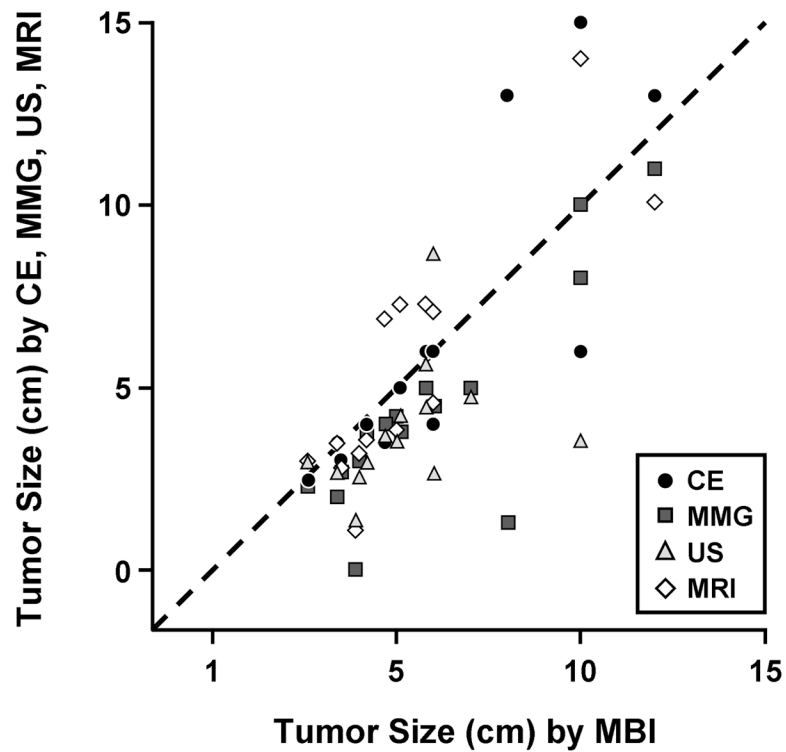 Tumor Size (cm) by CE, MMG, US, MRI
15
10
5
0
1
5
10
15
Tumor Size (cm) by MBI
CE
MMG
US
MRI